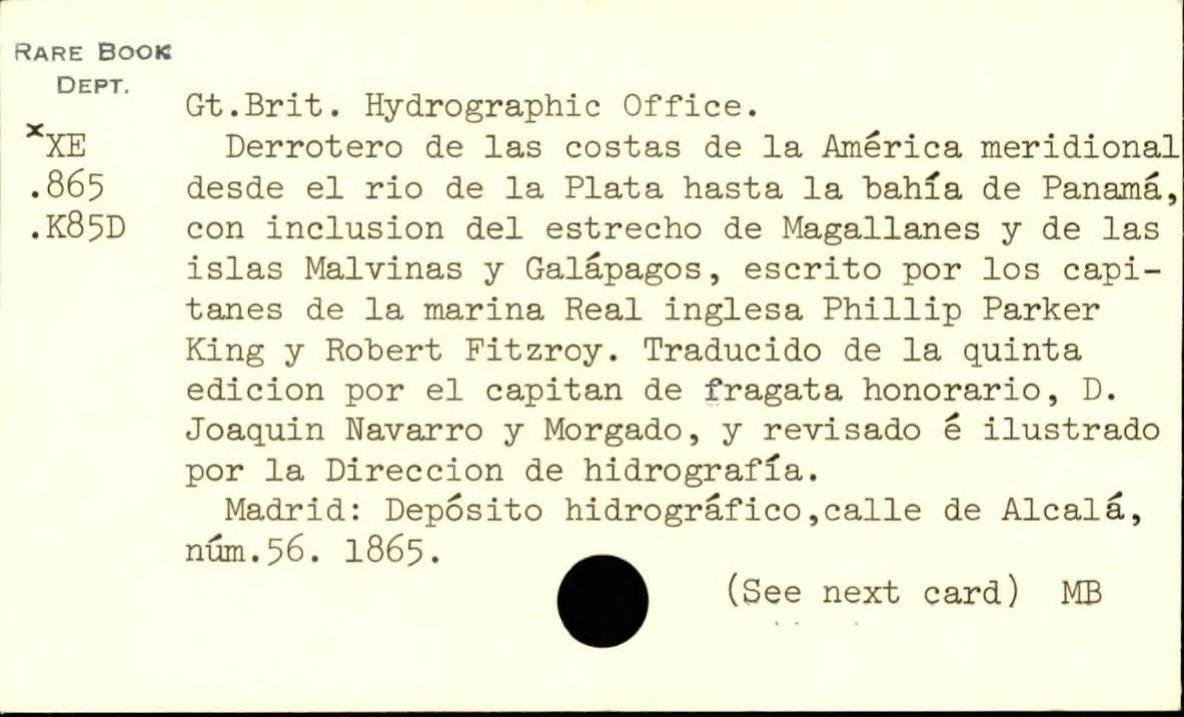 RARE BOOK
DEPT.
Gt.Brit. Hydrographic Office.
xXE
Derrotero de las costas de la América meridional
.865
desde el rio de la Plata hasta la bahía de Panamá,
.K85D
con inclusion del estrecho de Magallanes y de las
islas Malvinas y Galápagos, escrito por los capi-
tanes de la marina Real inglesa Phillip Parker
King y Robert Fitzroy. Traducido de la quinta
edicion por el capitan de fragata honorario, D.
Joaquin Navarro y Morgado, y revisado é ilustrado
por la Direccion de hidrografía.
Madrid: Depósito hidrográfico,calle de Alcalá,
núm.56. 1865.
(See next card) MB